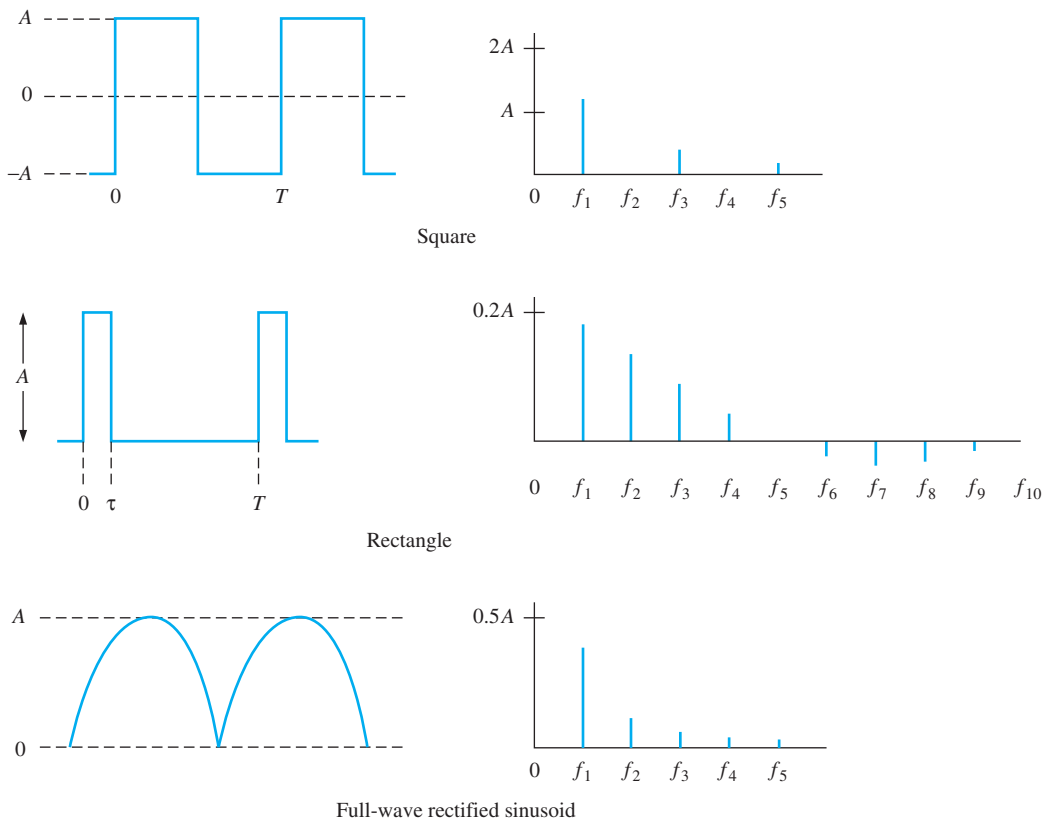 A
0
−A
0 T
2A
A
0 f1 f2 f3 f4 f5
Square
A
0 τ T
0.2A
0 f1 f2 f3 f4 f5 f6 f7 f8 f9 f10
Rectangle
A
0
0.5A
0 f1 f2 f3 f4 f5
Full-wave rectified sinusoid